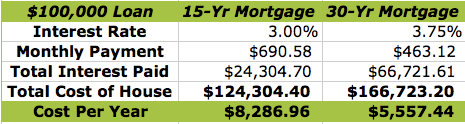 $100,000 Loan 15-Yr Mortgage 30-Yr Mortgage
Interest Rate 3.00% 3.75%
Monthly Payment $690.58 $463.12
Total Interest Paid $24,304.70 $66,721.61
Total Cost of House $124,304.40 $166,723.20
Cost Per Year $8,286.96 $5,557.44